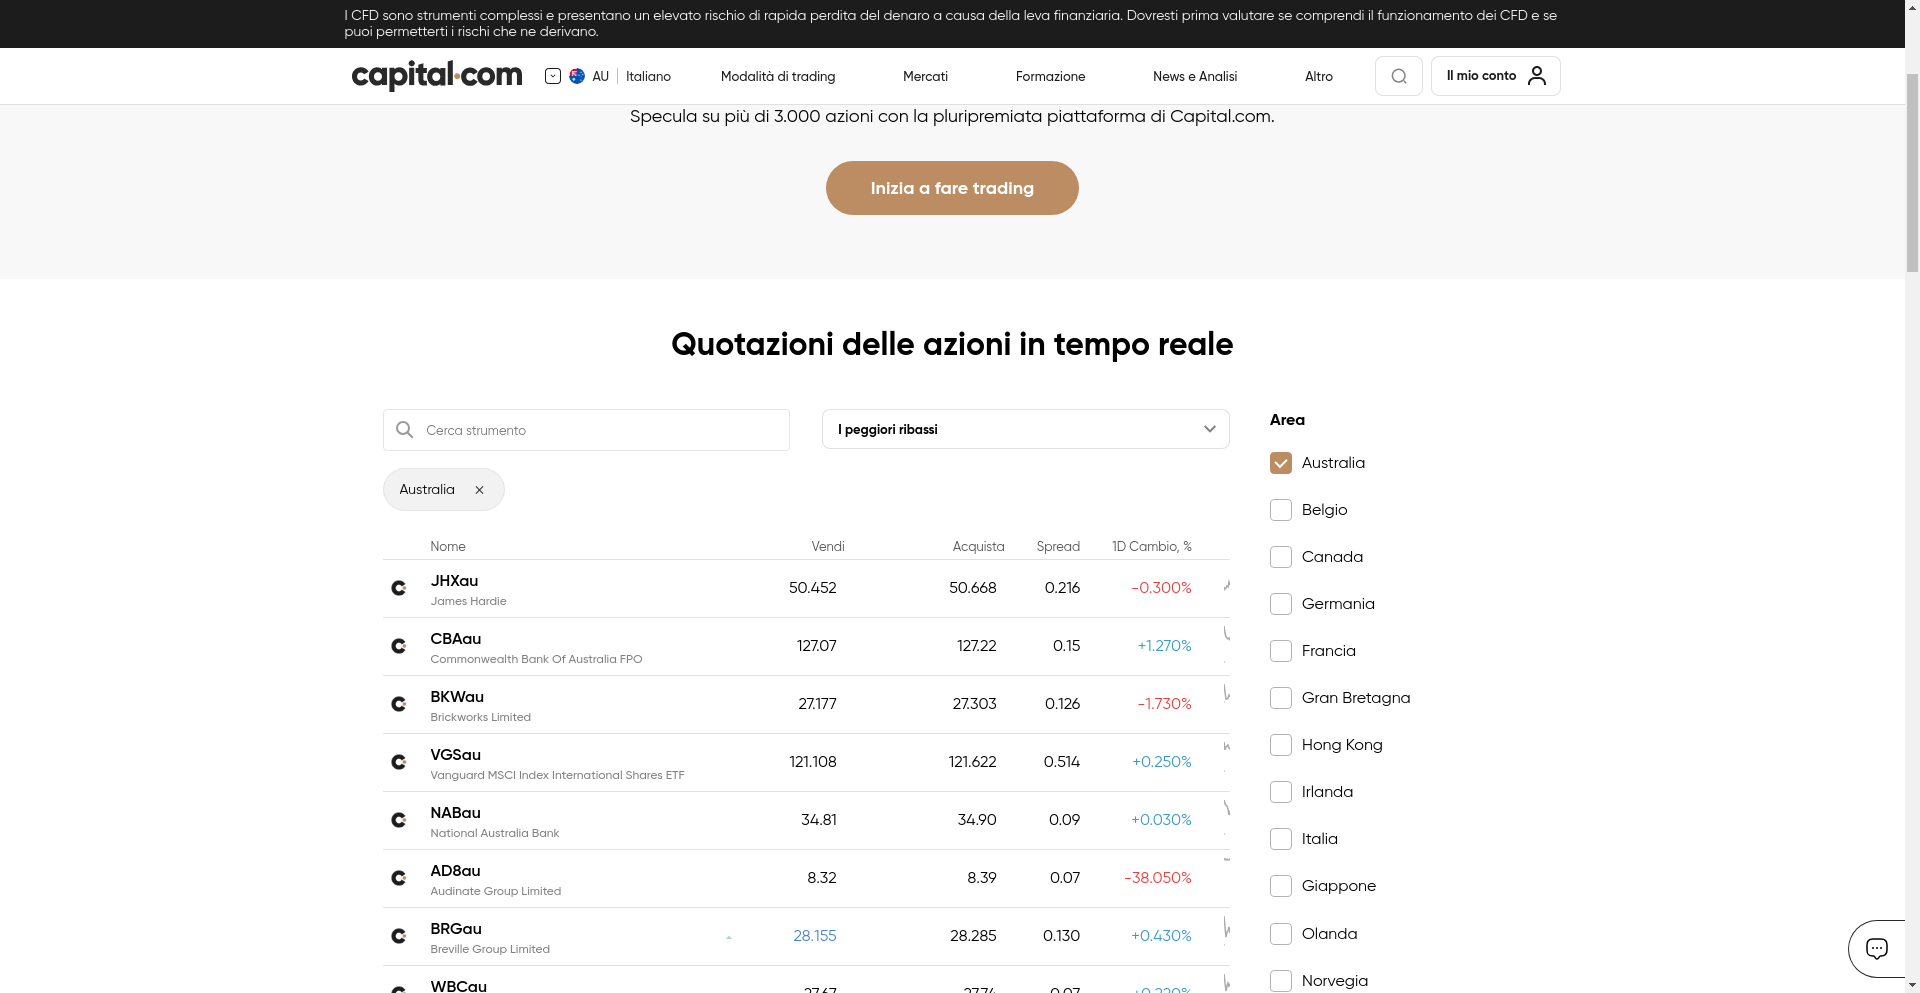 I CFD sono strumenti complessi e presentano un elevato rischio di rapida perdita del denaro a causa della leva finanziaria. Dovresti prima valutare se comprendi il funzionamento dei CFD e se
puoi permetterti i rischi che ne derivano.
capital.com
AU
Italiano
Modalità di trading
Mercati
Formazione
News e Analisi
Altro
Il mio conto
Specula su più di 3.000 azioni con la pluripremiata piattaforma di Capital.com.
Inizia a fare trading
Quotazioni delle azioni in tempo reale
Cerca strumento
I peggiori ribassi
Australia
Nome Vendi Acquista Spread 1D Cambio, %
JHXau 50.452 50.668 0.216 -0.300%
James Hardie
CBAau 127.07 127.22 0.15 +1.270%
Commonwealth Bank Of Australia FPO
BKWau 27.177 27.303 0.126 -1.730%
Brickworks Limited
VGSau 121.108 121.622 0.514 +0.250%
Vanguard MSCI Index International Shares ETF
NABau 34.81 34.90 0.09 +0.030%
National Australia Bank
AD8au 8.32 8.39 0.07 -38.050%
Audinate Group Limited
BRGau 28.155 28.285 0.130 +0.430%
Breville Group Limited
WBCau 27.67 27.74 0.07 +0.220%
Area
Australia
Belgio
Canada
Germania
Francia
Gran Bretagna
Hong Kong
Irlanda
Italia
Giappone
Olanda
Norvegia